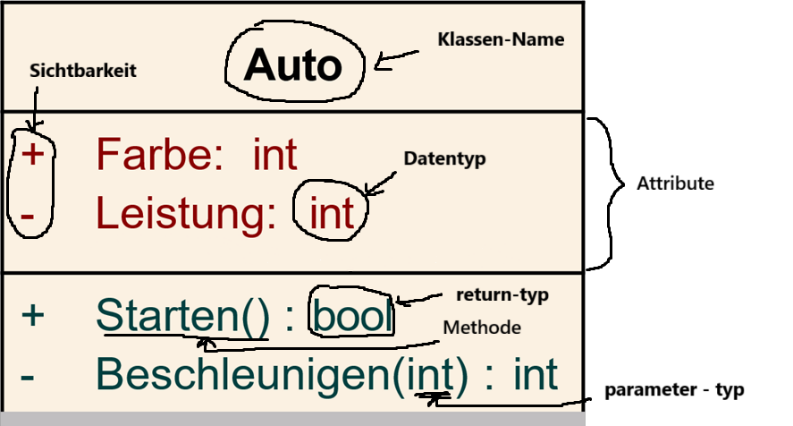 Klassen-Name
Auto
Sichtbarkeit
+ Farbe: int
Datentyp
- Leistung: int
Attribute
+ Starten() : bool
return-typ
Methode
- Beschleunigen(int) : int
parameter - typ